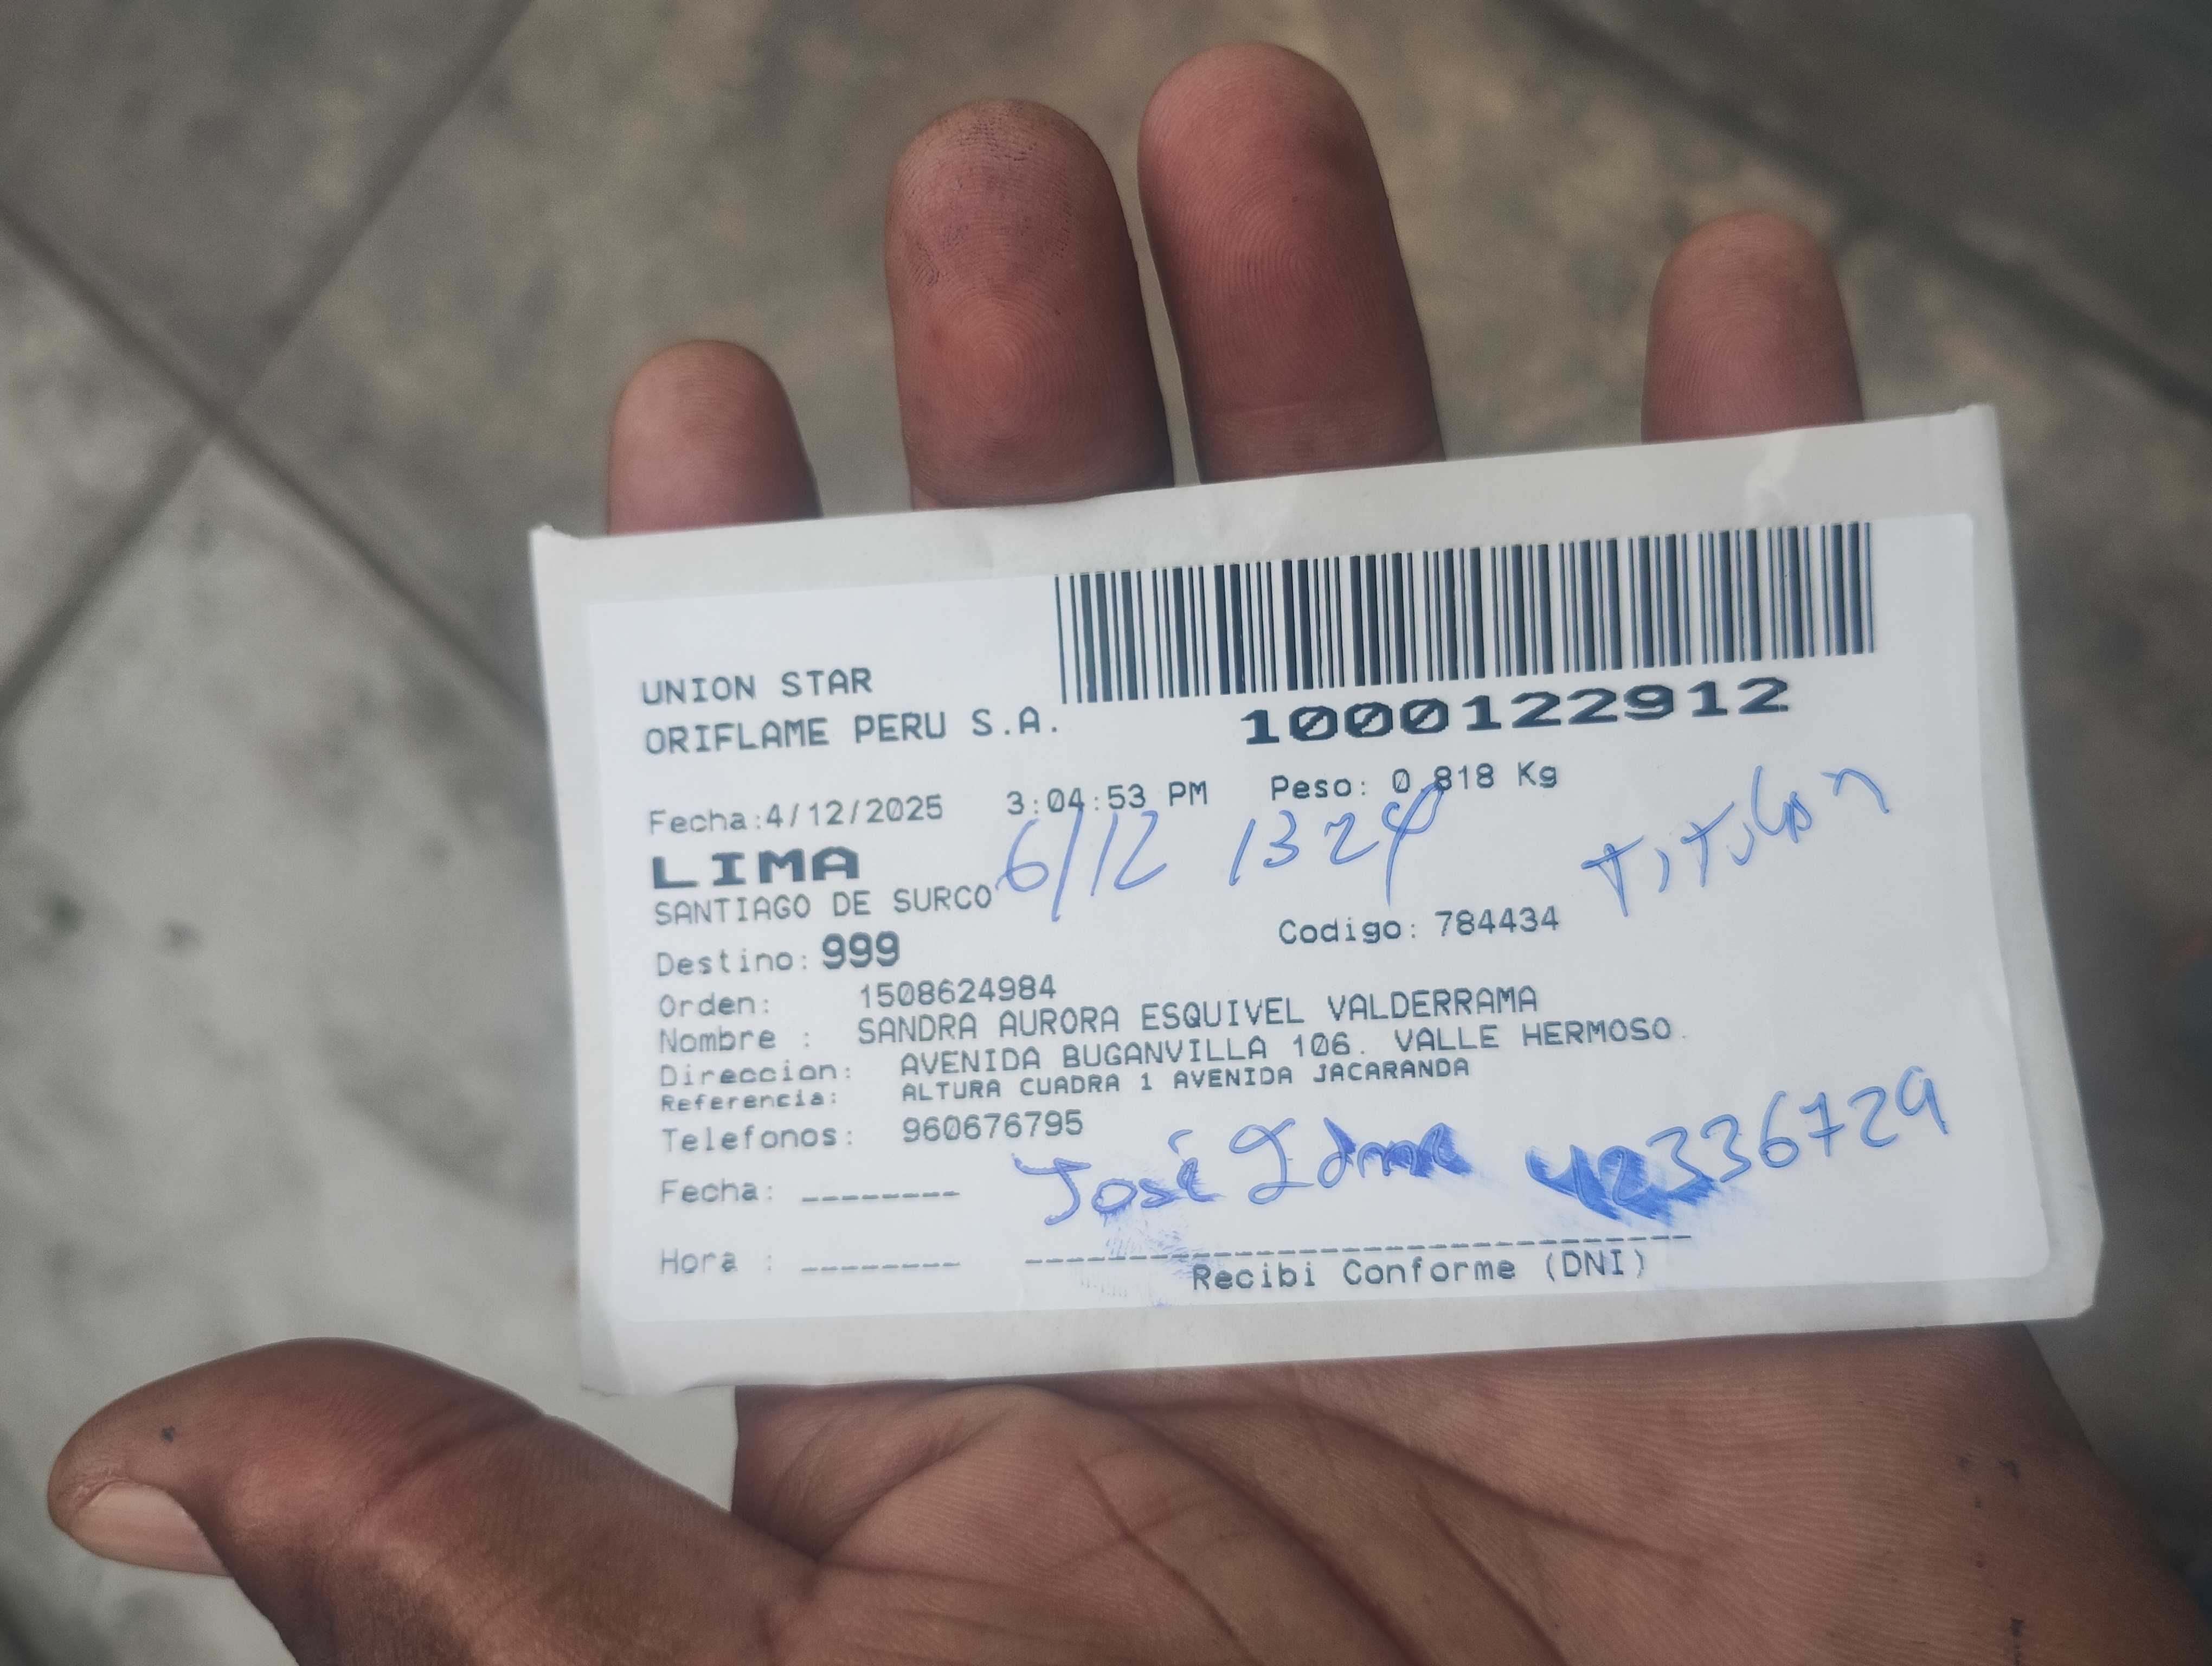 UNION STAR
ORIFLAME PERU S.A.
1000122912
Fecha:4/12/2025 3:04:53 PM Peso: 0.818 Kg
LIMA
6/12 1324
SANTIAGO DE SURCO
Codigo: 784434
Destino: 999
Orden: 1508624984
Nombre : SANDRA AURORA ESQUIVEL VALDERRAMA
Direccion: AVENIDA BUGANVILLA 106. VALLE HERMOSO.
Referencia: ALTURA CUADRA 1 AVENIDA JACARANDA
Telefonos: 960676795
José 42336729
Fecha: --------
Hora : --------
Recibi Conforme (DNI)